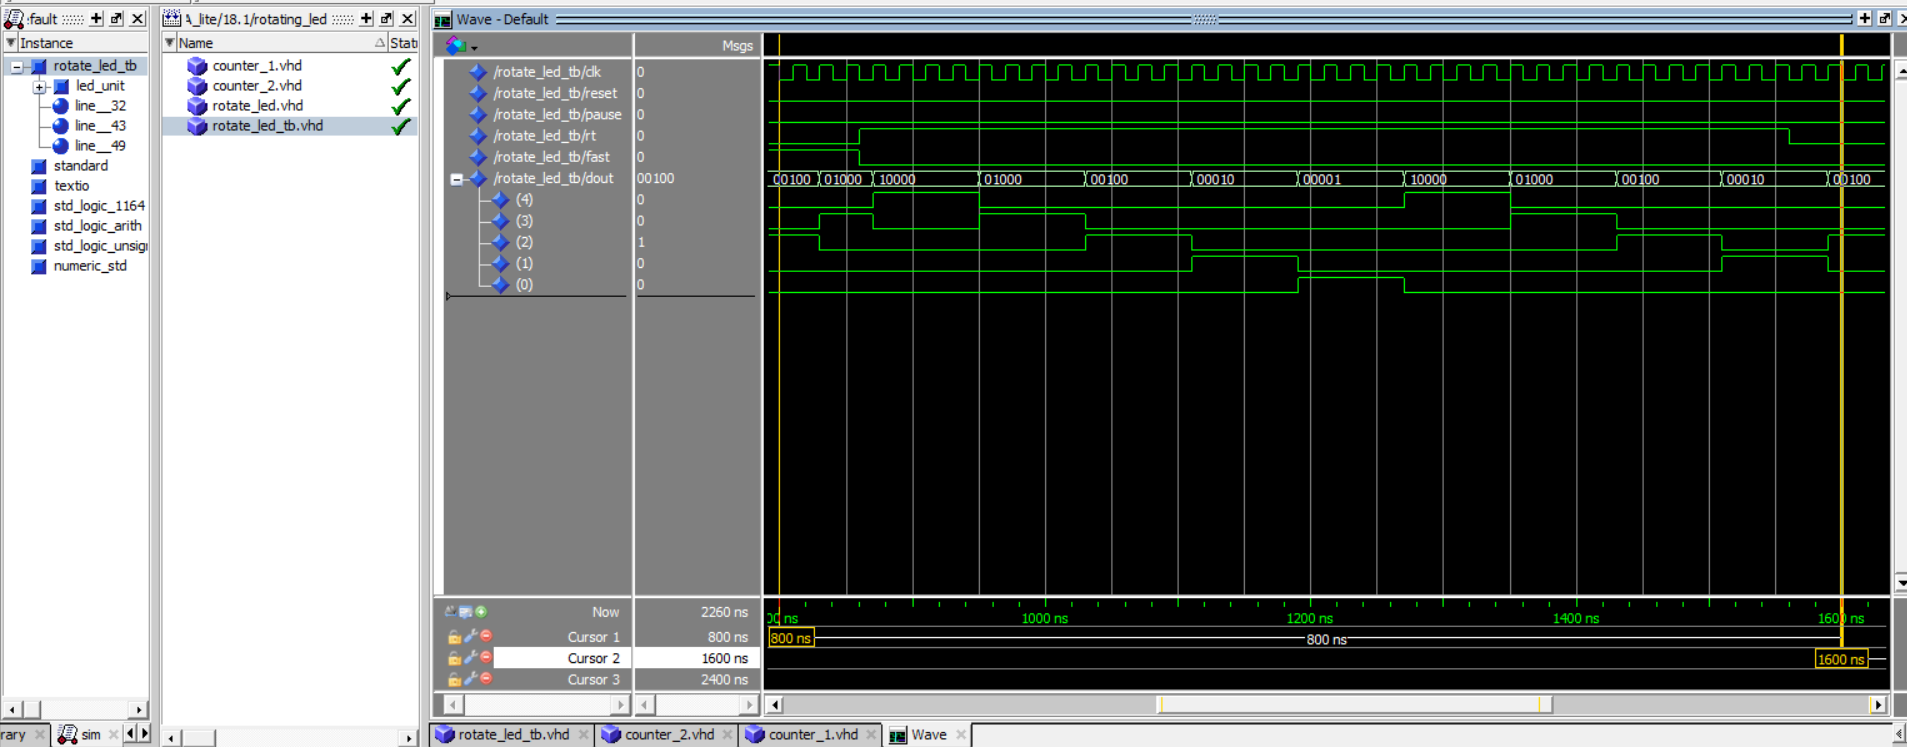 :fault
A_lite/18.1/rotating_led
Wave - Default
Instance
Name
Stat
Msgs
rotate_led_tb
led_unit
line__32
line__43
line__49
standard
textio
std_logic_1164
std_logic_arith
std_logic_unsig
numeric_std
counter_1.vhd
counter_2.vhd
rotate_led.vhd
rotate_led_tb.vhd
/rotate_led_tb/clk 0
/rotate_led_tb/reset 0
/rotate_led_tb/pause 0
/rotate_led_tb/rt 0
/rotate_led_tb/fast 0
/rotate_led_tb/dout 00100 00100 01000 10000 01000 00100 00010 00001 10000 01000 00100 00010 00100
(4) 0
(3) 0
(2) 1
(1) 0
(0) 0
Now 2260 ns 00 ns 1000 ns 1200 ns 1400 ns 1600 ns
Cursor 1 800 ns 800 ns 800 ns
Cursor 2 1600 ns 1600 ns
Cursor 3 2400 ns
rary
sim
rotate_led_tb.vhd
counter_2.vhd
counter_1.vhd
Wave